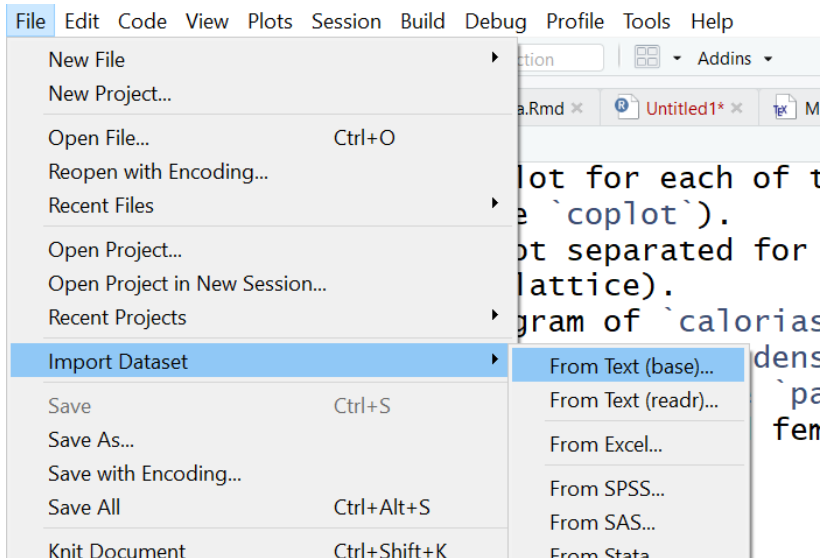 File Edit Code View Plots Session Build Debug Profile Tools Help
New File
ction
Addins
New Project...
a.Rmd × Untitled1* × TEX M
Open File... Ctrl+O
Reopen with Encoding...
lot for each of t
Recent Files
e `coplot`).
Open Project...
ot separated for
Open Project in New Session...
lattice).
Recent Projects
gram of `calorias
Import Dataset
dens
From Text (base)...
`pa
Save Ctrl+S
From Text (readr)...
fem
Save As...
From Excel...
Save with Encoding...
From SPSS...
Save All Ctrl+Alt+S
From SAS...
Knit Document Ctrl+Shift+K
From Stata